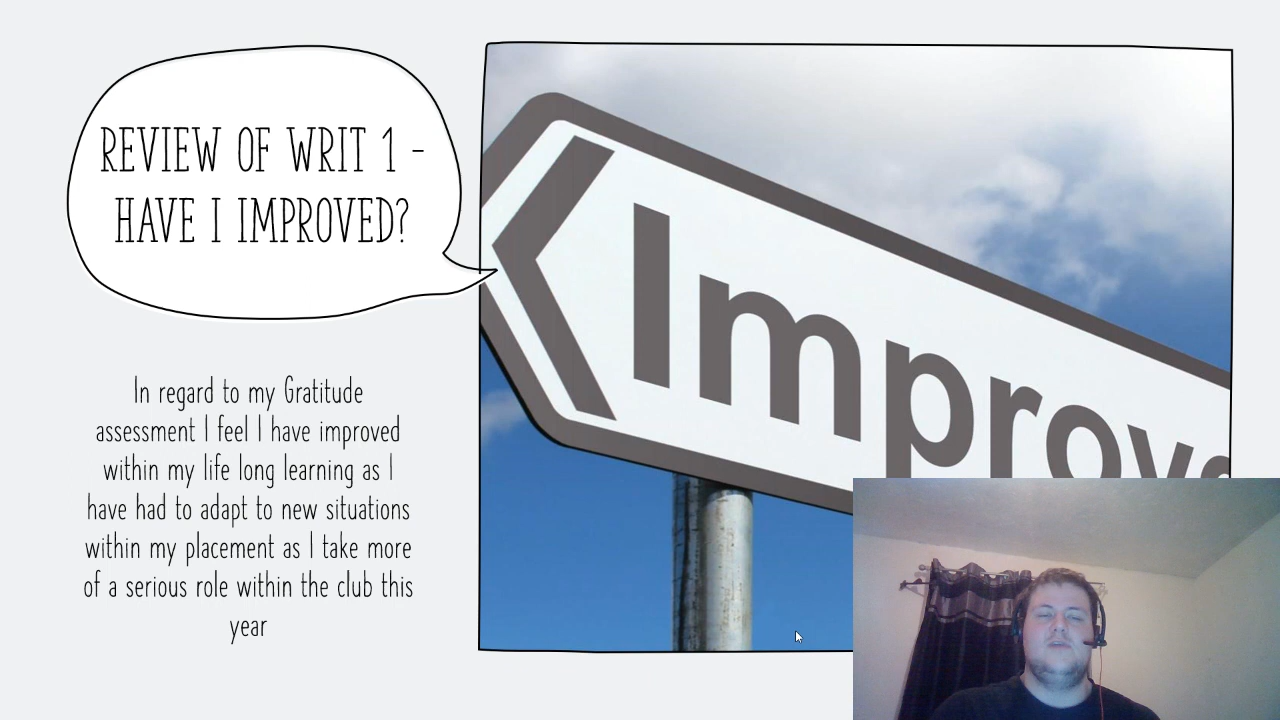 REVIEW OF WRIT 1 -
HAVE I IMPROVED?
In regard to my Gratitude
assessment I feel I have improved
within my life long learning as I
have had to adapt to new situations
within my placement as I take more
of a serious role within the club this
year
Improve